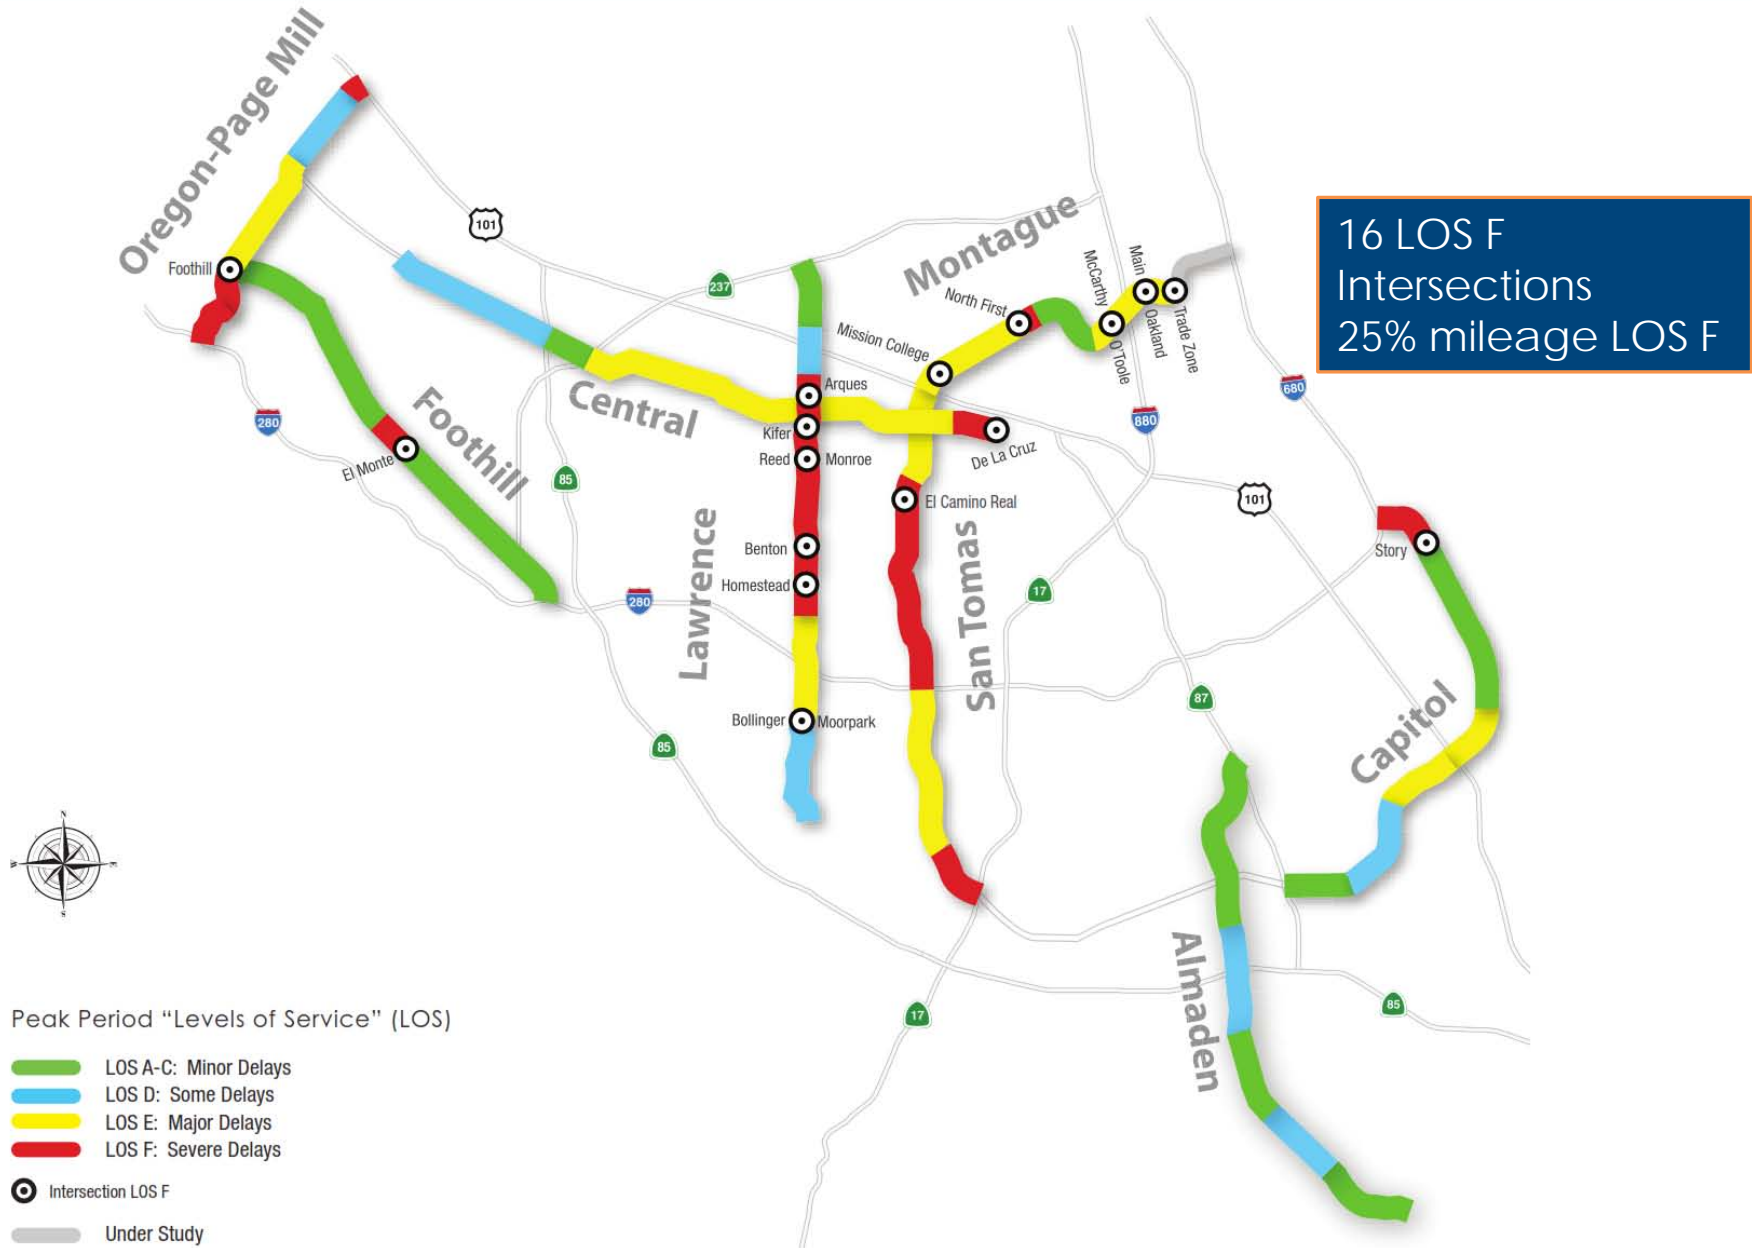 Oregon-Page Mill
101
Foothill
237
Montague
North First
McCarthy
O'Toole
Main
Oakland
Trade Zone
16 LOS F
Intersections
25% mileage LOS F
Mission College
Arques
Central
Kifer
Reed
Monroe
De La Cruz
880
680
280
Foothill
El Monte
85
El Camino Real
101
Story
Lawrence
Benton
Homestead
San Tomas
17
280
Bollinger
Moorpark
87
Capitol
85
N
W
E
S
Almaden
17
85
Peak Period “Levels of Service” (LOS)
LOS A-C: Minor Delays
LOS D: Some Delays
LOS E: Major Delays
LOS F: Severe Delays
Intersection LOS F
Under Study